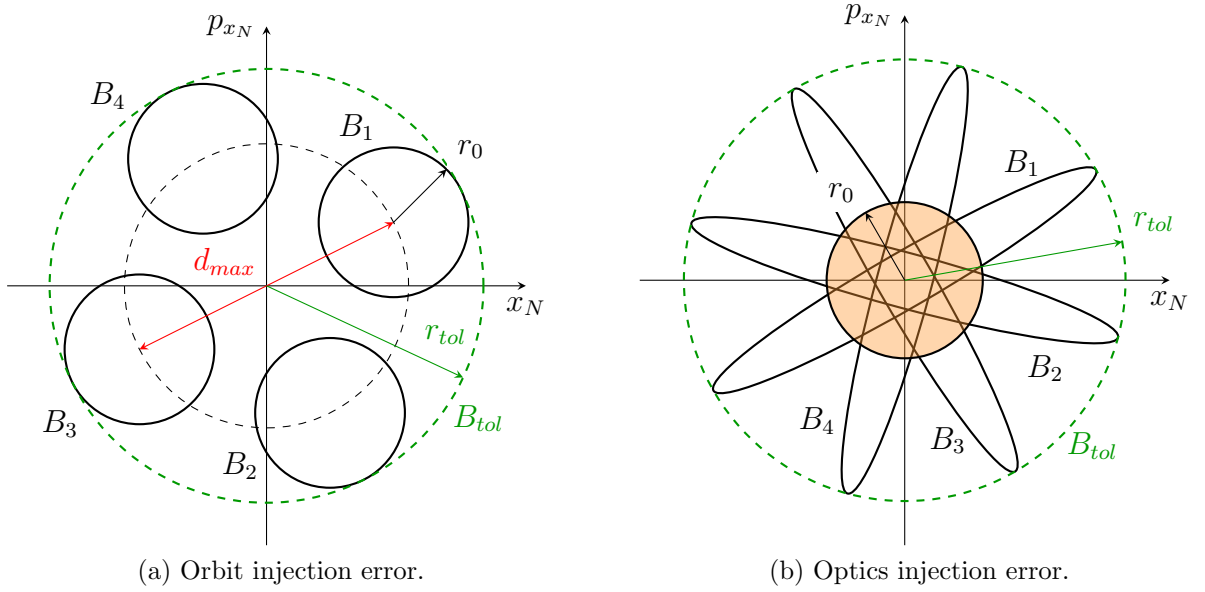 p_{x_N}
B_4
B_1
r_0
d_{max}
x_N
r_{tol}
B_3
B_{tol}
B_2
(a) Orbit injection error.
p_{x_N}
B_1
r_0
r_{tol}
x_N
B_2
B_4
B_3
B_{tol}
(b) Optics injection error.